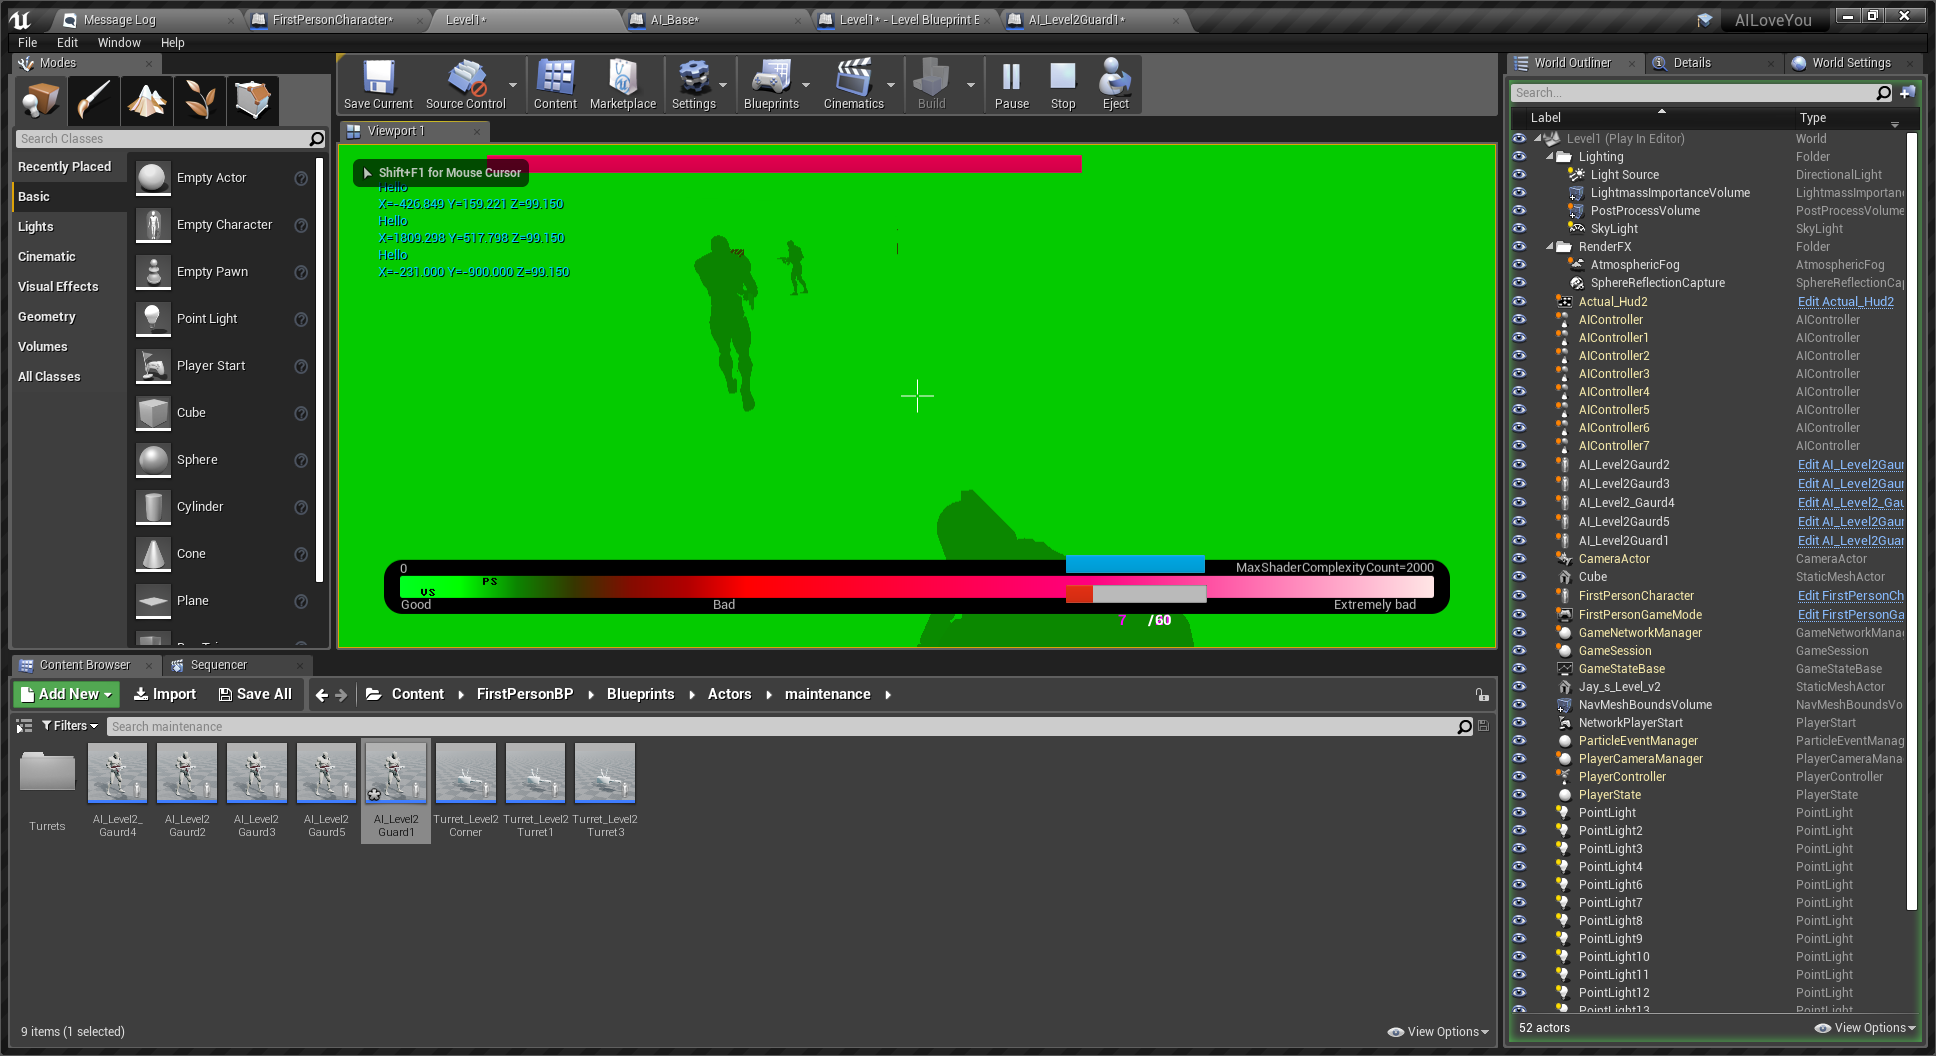 Message Log
FirstPersonCharacter*
Level1*
AI_Base*
Level1* - Level Blueprint E
AI_Level2Guard1*
AILoveYou
File Edit Window Help
Modes
Search Classes
Recently Placed
Basic
Lights
Cinematic
Visual Effects
Geometry
Volumes
All Classes
Empty Actor
Empty Character
Empty Pawn
Point Light
Player Start
Cube
Sphere
Cylinder
Cone
Plane
Save Current
Source Control
Content
Marketplace
Settings
Blueprints
Cinematics
Build
Pause
Stop
Eject
Viewport 1
Shift+F1 for Mouse Cursor
Hello
X=-426.849 Y=159.221 Z=99.150
Hello
X=1809.298 Y=517.798 Z=99.150
Hello
X=-231.000 Y=-900.000 Z=99.150
0 MaxShaderComplexityCount=2000
PS
VS
Good Bad Extremely bad
7 /60
Content Browser
Sequencer
Add New
Import
Save All
Content FirstPersonBP Blueprints Actors maintenance
Filters
Search maintenance
Turrets
AI_Level2_
Gaurd4
AI_Level2
Gaurd2
AI_Level2
Gaurd3
AI_Level2
Gaurd5
AI_Level2
Guard1
Turret_Level2
Corner
Turret_Level2
Turret1
Turret_Level2
Turret3
9 items (1 selected)
View Options
World Outliner
Details
World Settings
Search...
Label Type
Level1 (Play In Editor) World
Lighting Folder
Light Source DirectionalLight
LightmassImportanceVolume LightmassImportan
PostProcessVolume PostProcessVolume
SkyLight SkyLight
RenderFX Folder
AtmosphericFog AtmosphericFog
SphereReflectionCapture SphereReflectionCap
Actual_Hud2 Edit Actual_Hud2
AIController AIController
AIController1 AIController
AIController2 AIController
AIController3 AIController
AIController4 AIController
AIController5 AIController
AIController6 AIController
AIController7 AIController
AI_Level2Gaurd2 Edit AI_Level2Gaur
AI_Level2Gaurd3 Edit AI_Level2Gaur
AI_Level2_Gaurd4 Edit AI_Level2_Gau
AI_Level2Gaurd5 Edit AI_Level2Gaur
AI_Level2Guard1 Edit AI_Level2Guar
CameraActor CameraActor
Cube StaticMeshActor
FirstPersonCharacter Edit FirstPersonCh
FirstPersonGameMode Edit FirstPersonGa
GameNetworkManager GameNetworkMana
GameSession GameSession
GameStateBase GameStateBase
Jay_s_Level_v2 StaticMeshActor
NavMeshBoundsVolume NavMeshBoundsVo
NetworkPlayerStart PlayerStart
ParticleEventManager ParticleEventManag
PlayerCameraManager PlayerCameraMana
PlayerController PlayerController
PlayerState PlayerState
PointLight PointLight
PointLight2 PointLight
PointLight3 PointLight
PointLight4 PointLight
PointLight6 PointLight
PointLight7 PointLight
PointLight8 PointLight
PointLight9 PointLight
PointLight10 PointLight
PointLight11 PointLight
PointLight12 PointLight
PointLight13 PointLight
52 actors
View Options